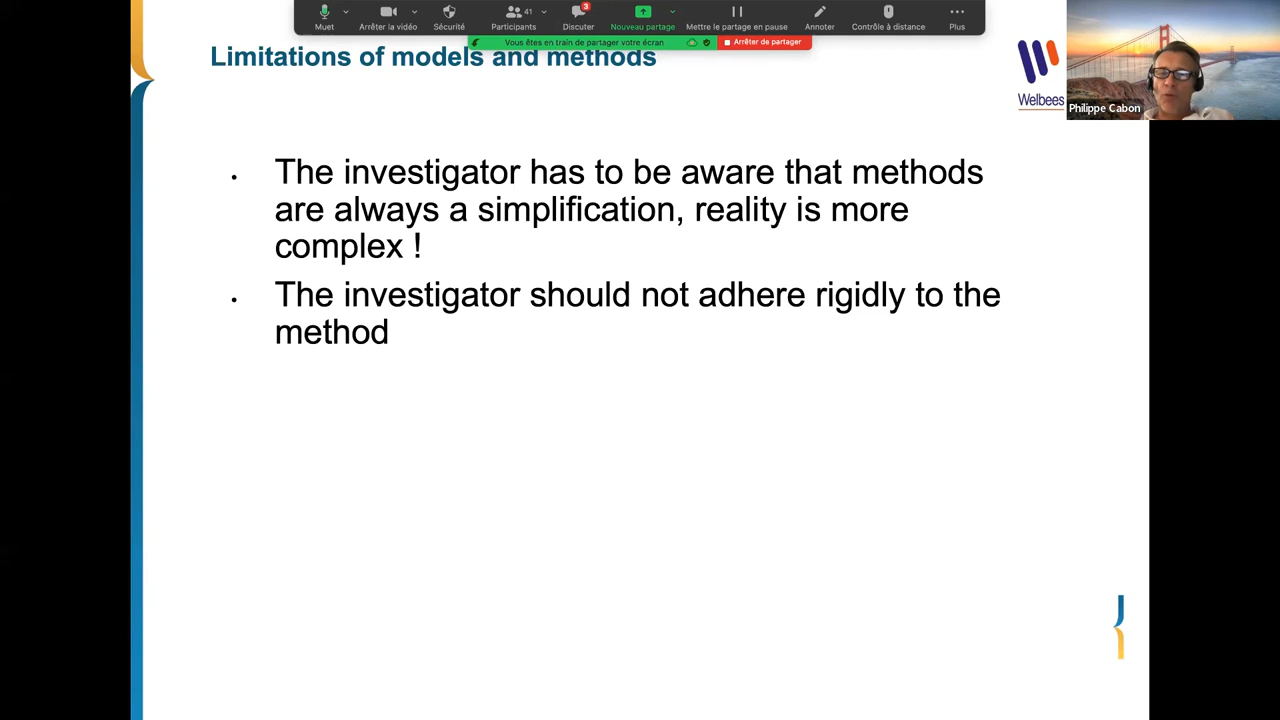 Muet
Arrêter la vidéo
Sécurité
41
Participants
3
Discuter
Nouveau partage
Mettre le partage en pause
Annoter
Contrôle à distance
Plus
Vous êtes en train de partager votre écran
Arrêter de partager
Limitations of models and methods
Welbees
Philippe Cabon
• The investigator has to be aware that methods
are always a simplification, reality is more
complex !
• The investigator should not adhere rigidly to the
method